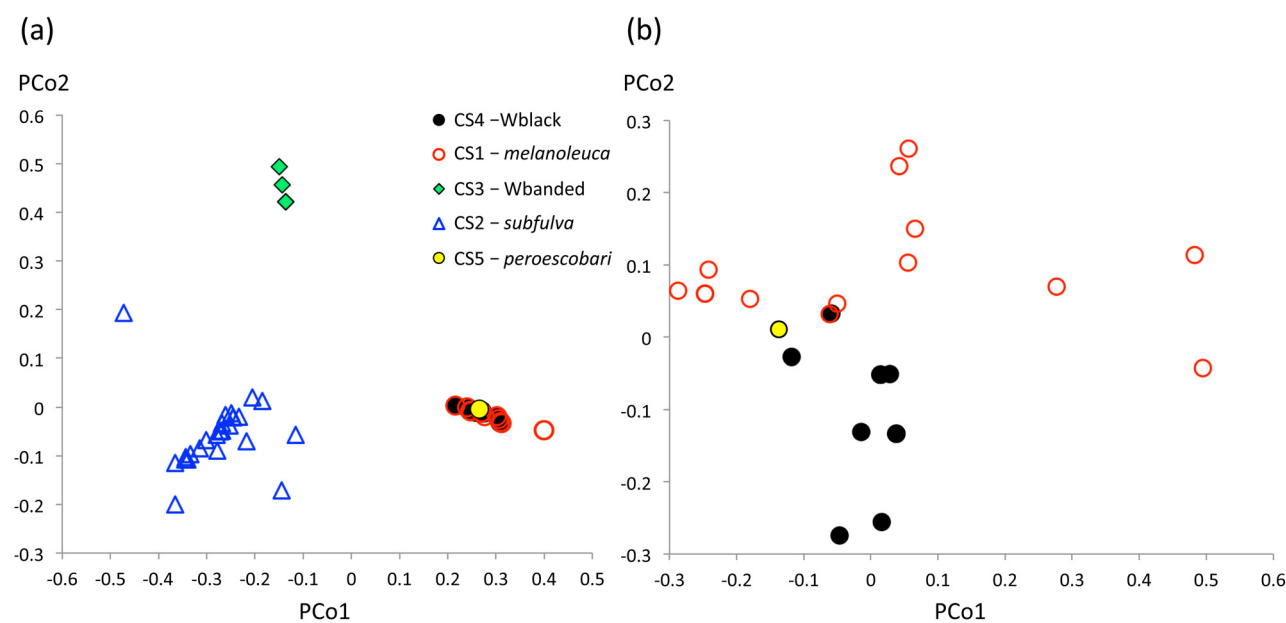 (a)
PCo2
0.6
0.5
0.4
0.3
0.2
0.1
0
-0.1
-0.2
-0.3
-0.6 -0.5 -0.4 -0.3 -0.2 -0.1 0 0.1 0.2 0.3 0.4 0.5
PCo1
CS4 –Wblack
CS1 – melanoleuca
CS3 – Wbanded
CS2 – subfulva
CS5 – peroescobari
(b)
PCo2
0.3
0.2
0.1
0
-0.1
-0.2
-0.3
-0.3 -0.2 -0.1 0 0.1 0.2 0.3 0.4 0.5 0.6
PCo1